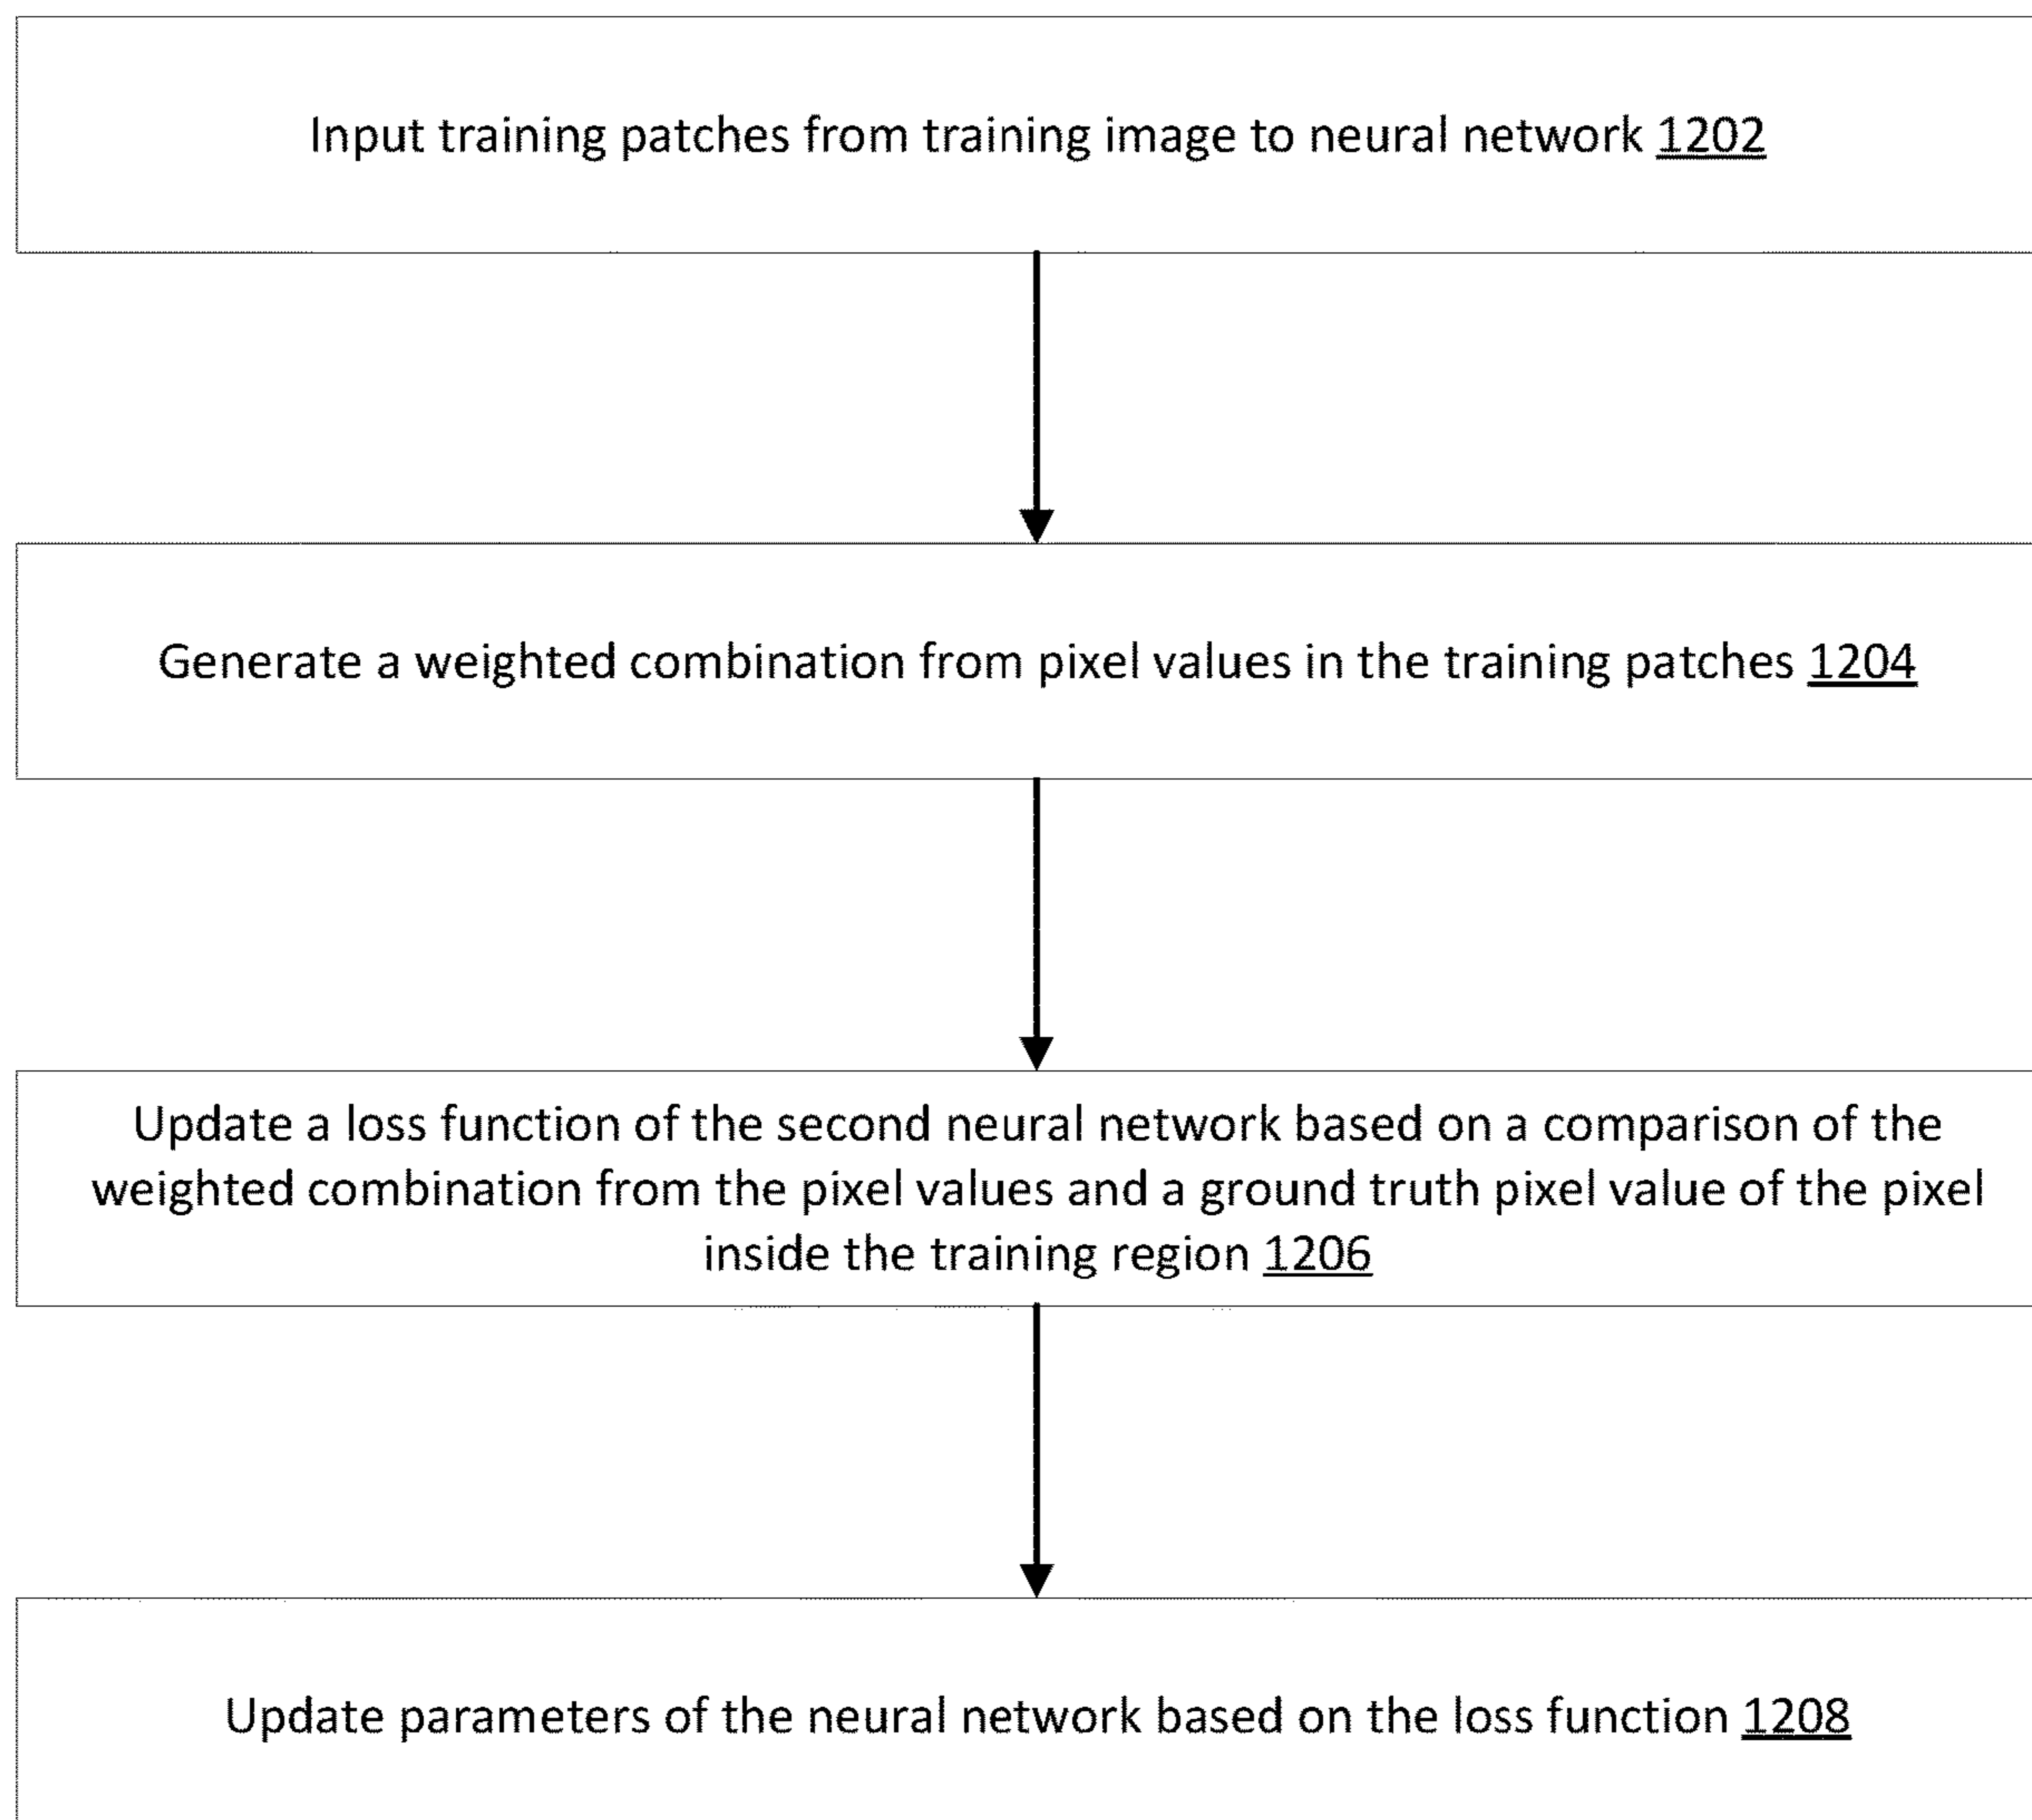 Input training patches from training image to neural network 1202
Generate a weighted combination from pixel values in the training patches 1204
Update a loss function of the second neural network based on a comparison of the
weighted combination from the pixel values and a ground truth pixel value of the pixel
inside the training region 1206
Update parameters of the neural network based on the loss function 1208